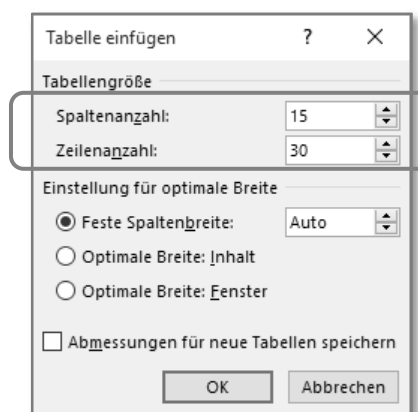 Tabelle einfügen ?
Tabellengröße
Spaltenanzahl: 15
Zeilenanzahl: 30
Einstellung für optimale Breite
Feste Spaltenbreite: Auto
Optimale Breite: Inhalt
Optimale Breite: Fenster
Abmessungen für neue Tabellen speichern
OK Abbrechen